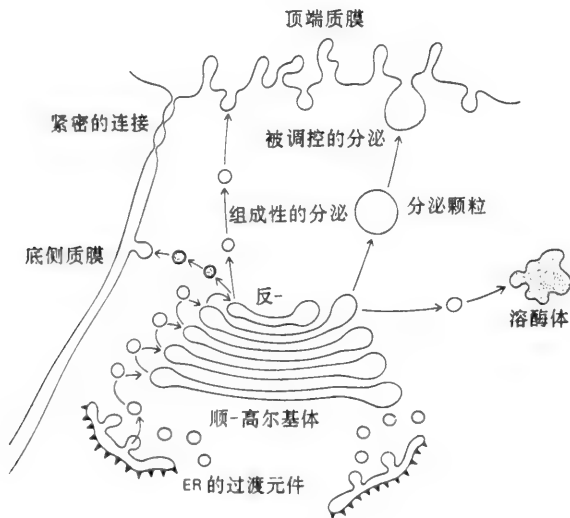 顶端质膜
紧密的连接
被调控的分泌
组成性的分泌
分泌颗粒
底侧质膜
反-
溶酶体
顺-高尔基体
ER的过渡元件